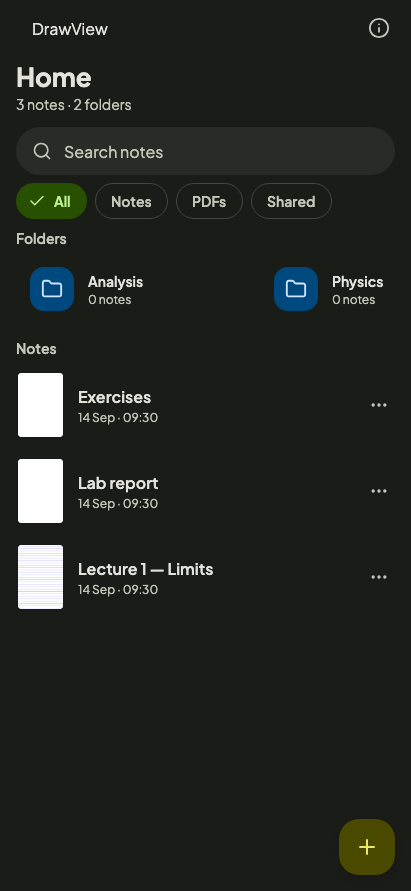 DrawView
Home
3 notes · 2 folders
Search notes
All
Notes
PDFs
Shared
Folders
Analysis
0 notes
Physics
0 notes
Notes
Exercises
14 Sep · 09:30
Lab report
14 Sep · 09:30
Lecture 1 — Limits
14 Sep · 09:30